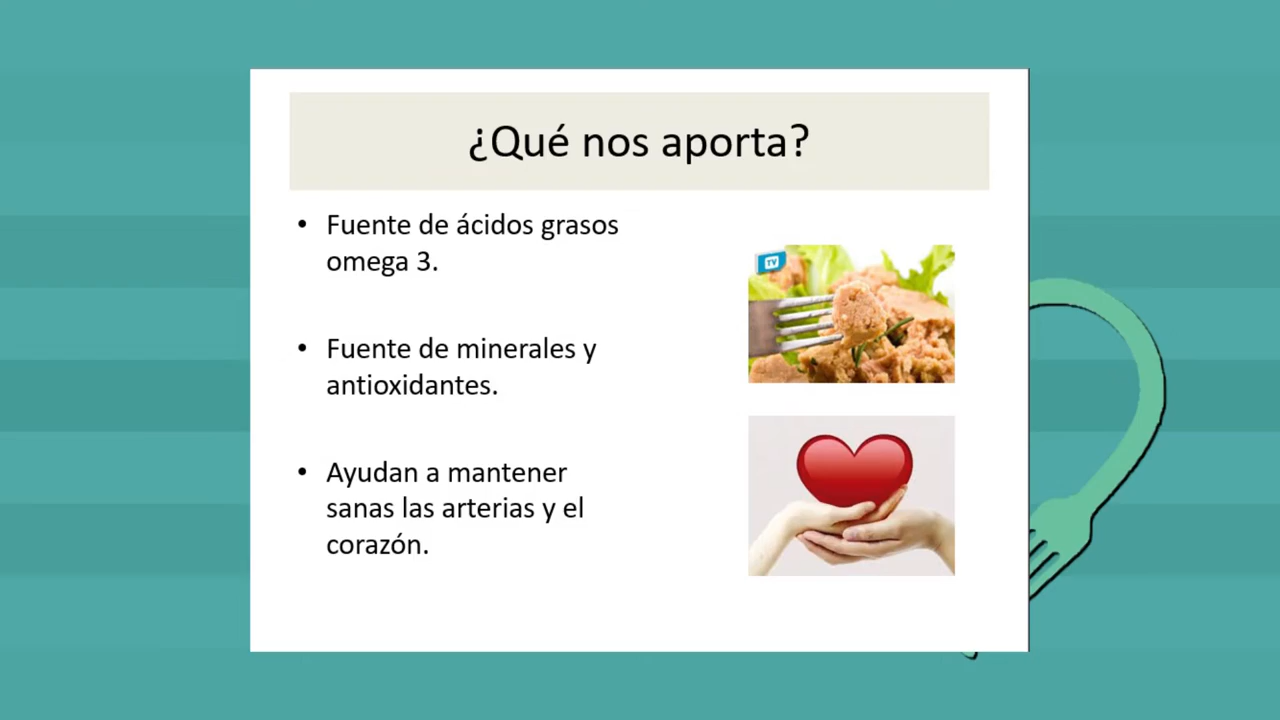 ¿Qué nos aporta?
• Fuente de ácidos grasos
omega 3.
• Fuente de minerales y
antioxidantes.
• Ayudan a mantener
sanas las arterias y el
corazón.
TV